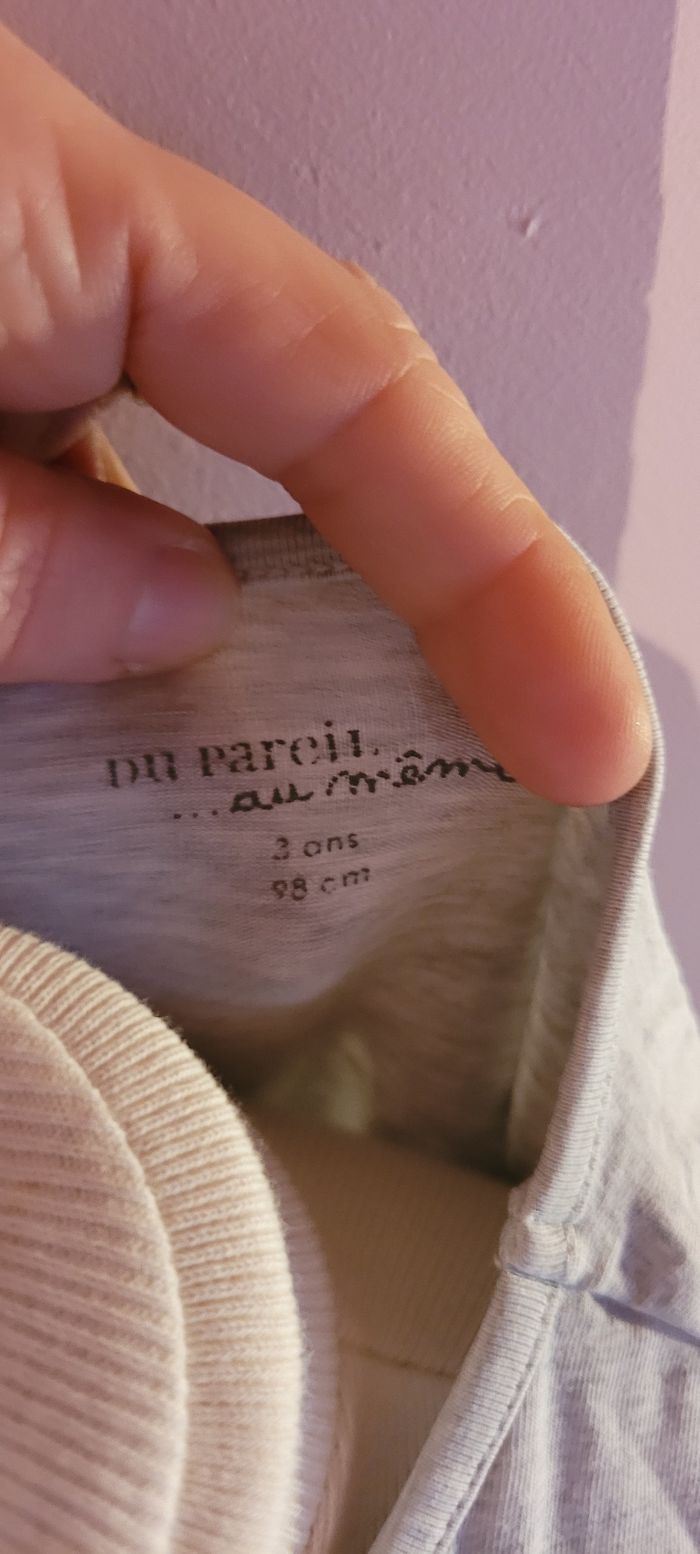 DU Pareil
...au même
3 ans
98 cm